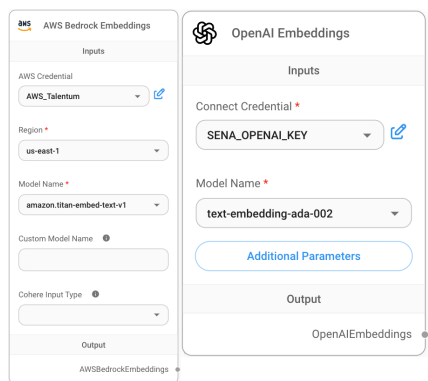 aws
AWS Bedrock Embeddings
Inputs
AWS Credential
AWS_Talentum
Region *
us-east-1
Model Name *
amazon.titan-embed-text-v1
Custom Model Name
Cohere Input Type
Output
AWSBedrockEmbeddings
OpenAI Embeddings
Inputs
Connect Credential *
SENA_OPENAI_KEY
Model Name *
text-embedding-ada-002
Additional Parameters
Output
OpenAIEmbeddings